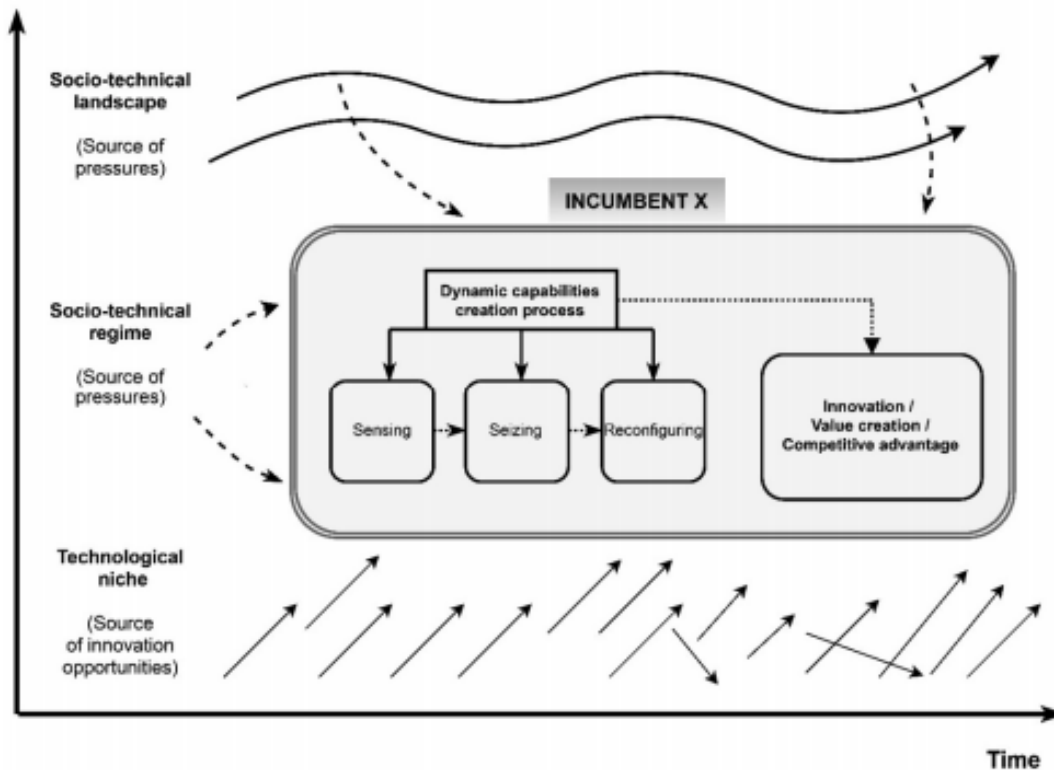 Socio-technical
landscape
(Source of
pressures)
INCUMBENT X
Dynamic capabilities
creation process
Socio-technical
regime
(Source of
pressures)
Sensing
Seizing
Reconfiguring
Innovation /
Value creation /
Competitive advantage
Technological
niche
(Source
of innovation
opportunities)
Time